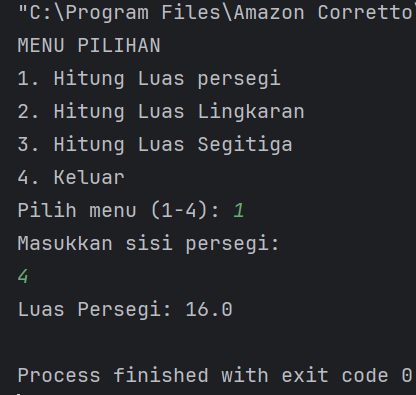 "C:\Program Files\Amazon Corretto\
MENU PILIHAN
1. Hitung Luas persegi
2. Hitung Luas Lingkaran
3. Hitung Luas Segitiga
4. Keluar
Pilih menu (1-4): 1
Masukkan sisi persegi:
4
Luas Persegi: 16.0
Process finished with exit code 0